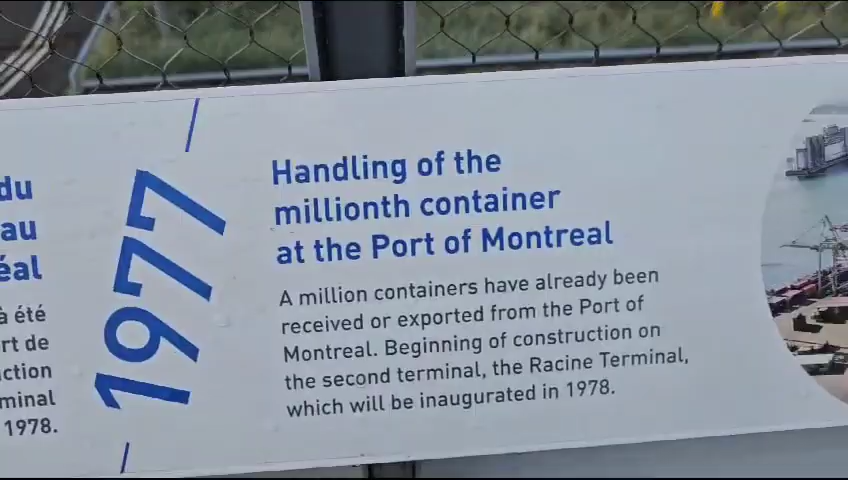 du
au
éal
à été
rt de
ction
minal
1978.
1977
Handling of the
millionth container
at the Port of Montreal
A million containers have already been
received or exported from the Port of
Montreal. Beginning of construction on
the second terminal, the Racine Terminal,
which will be inaugurated in 1978.